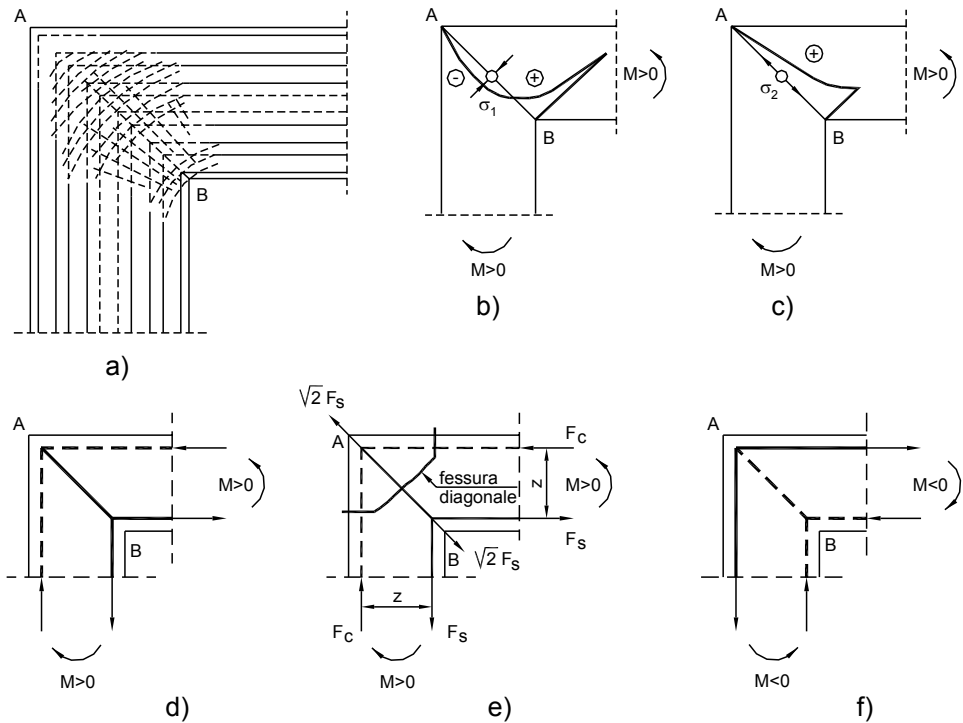 A
B
a)
A
σ1
B
M>0
M>0
b)
A
σ2
B
M>0
M>0
c)
A
B
M>0
M>0
d)
√2 Fs
A
Fc
fessura
diagonale
z
M>0
Fs
B
√2 Fs
z
Fc
Fs
M>0
e)
A
B
M<0
M<0
f)